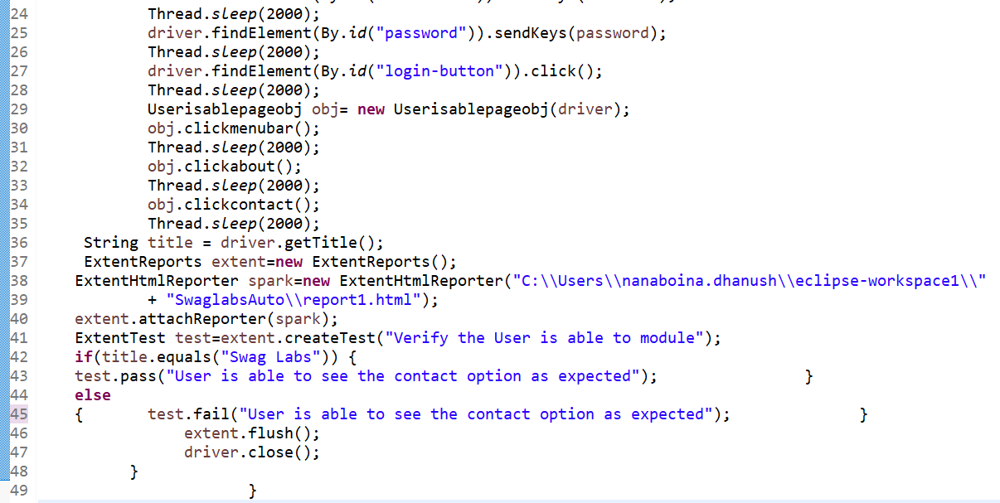 24 Thread.sleep(2000);
25 driver.findElement(By.id("password")).sendKeys(password);
26 Thread.sleep(2000);
27 driver.findElement(By.id("login-button")).click();
28 Thread.sleep(2000);
29 Userisablepageobj obj= new Userisablepageobj(driver);
30 obj.clickmenubar();
31 Thread.sleep(2000);
32 obj.clickabout();
33 Thread.sleep(2000);
34 obj.clickcontact();
35 Thread.sleep(2000);
36 String title = driver.getTitle();
37 ExtentReports extent=new ExtentReports();
38 ExtentHtmlReporter spark=new ExtentHtmlReporter("C:\\Users\\nanaboina.dhanush\\eclipse-workspace1\\"
39 + "SwaglabsAuto\\report1.html");
40 extent.attachReporter(spark);
41 ExtentTest test=extent.createTest("Verify the User is able to module");
42 if(title.equals("Swag Labs")) {
43 test.pass("User is able to see the contact option as expected"); }
44 else
45 { test.fail("User is able to see the contact option as expected"); }
46 extent.flush();
47 driver.close();
48 }
49 }